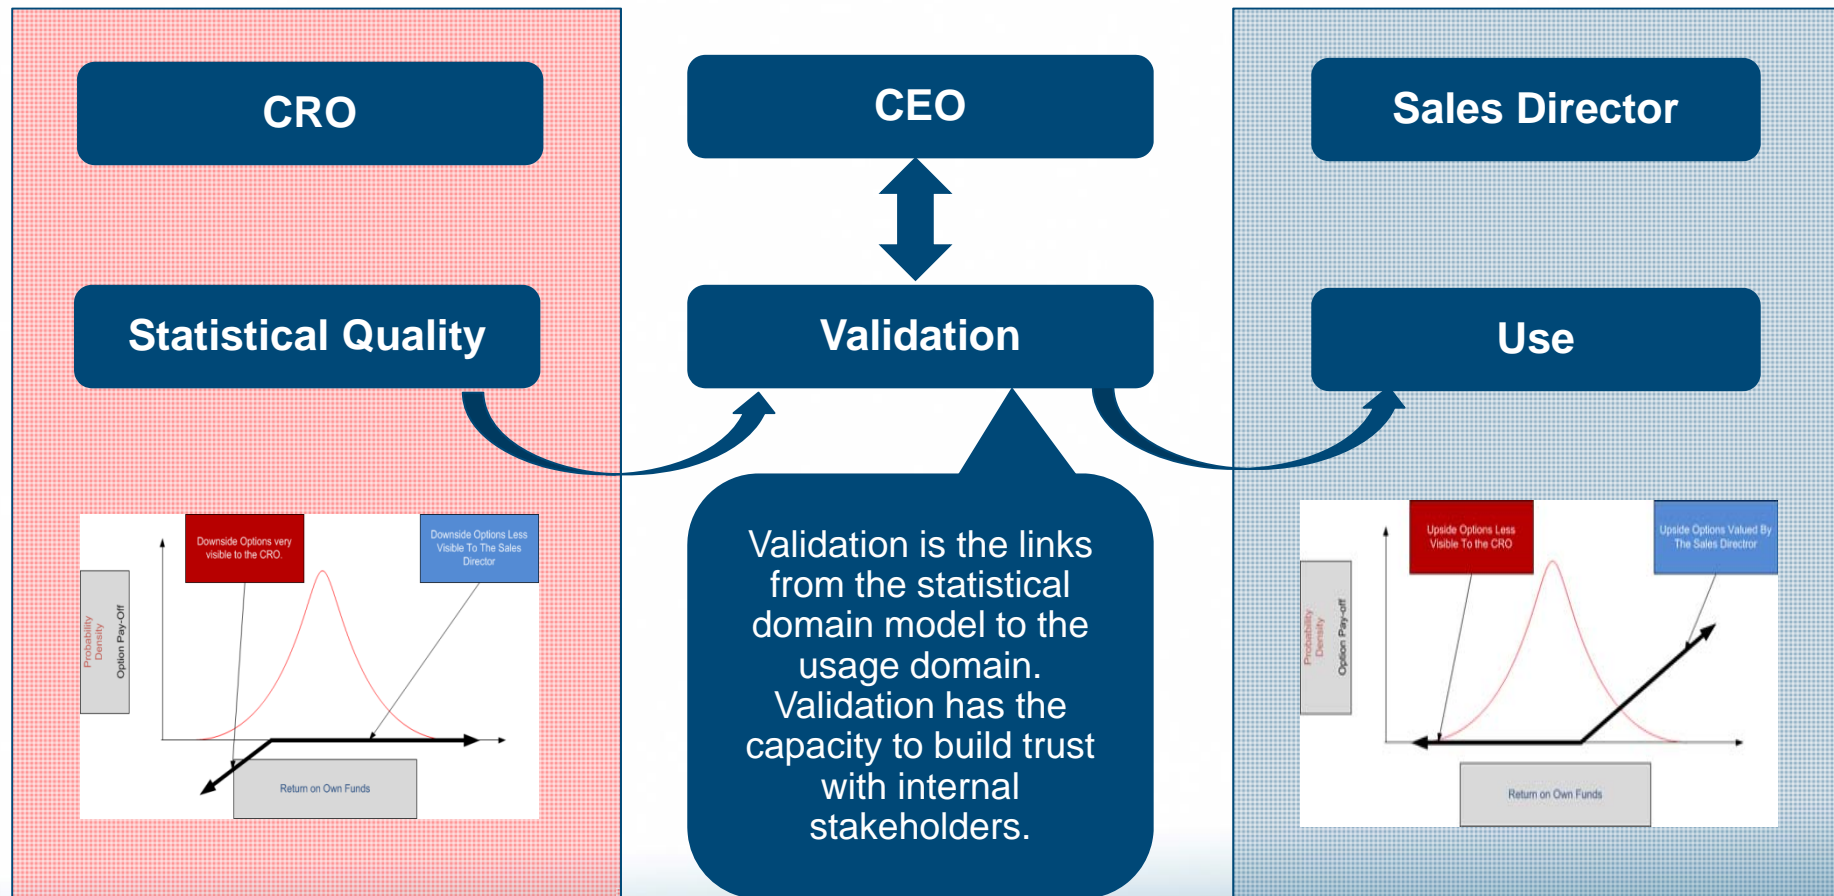 CRO
CEO
Sales Director
Statistical Quality
Validation
Use
Validation is the links
from the statistical
domain model to the
usage domain.
Validation has the
capacity to build trust
with internal
stakeholders.
Downside Options very
visible to the CRO.
Downside Options Less
Visible To The Sales
Director
Probability
Density
Option Pay-Off
Return on Own Funds
Upside Options Less
Visible To the CRO
Upside Options Valued By
The Sales Directror
Probability
Density
Option Pay-off
Return on Own Funds